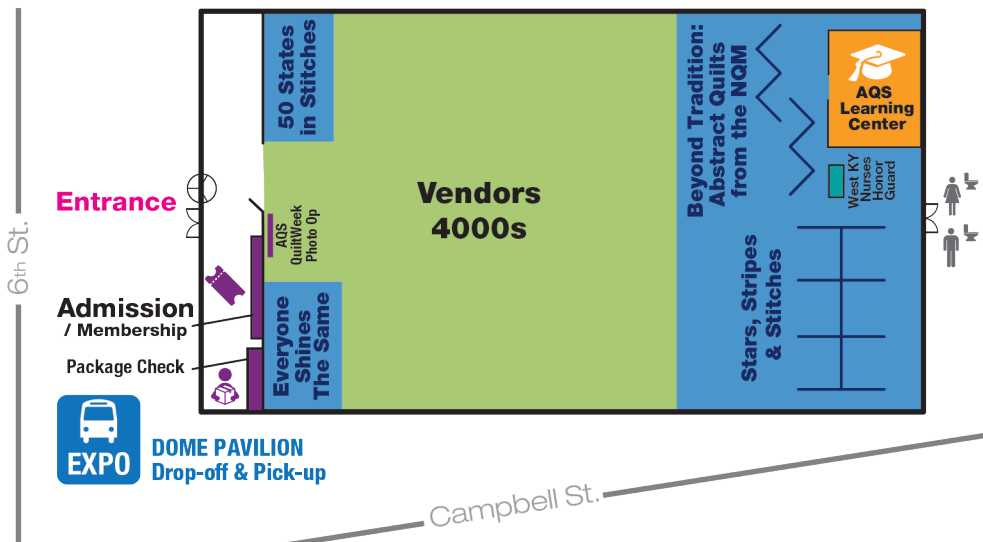 50 States
in Stitches
Beyond Tradition:
Abstract Quilts
from the NQM
AQS
Learning
Center
West KY
Nurses
Honor
Guard
Entrance
Vendors
4000s
AQS
QuiltWeek
Photo Op
6th St.
Admission
/ Membership
Package Check
Everyone
Shines
The Same
Stars, Stripes
& Stitches
EXPO
DOME PAVILION
Drop-off & Pick-up
Campbell St.